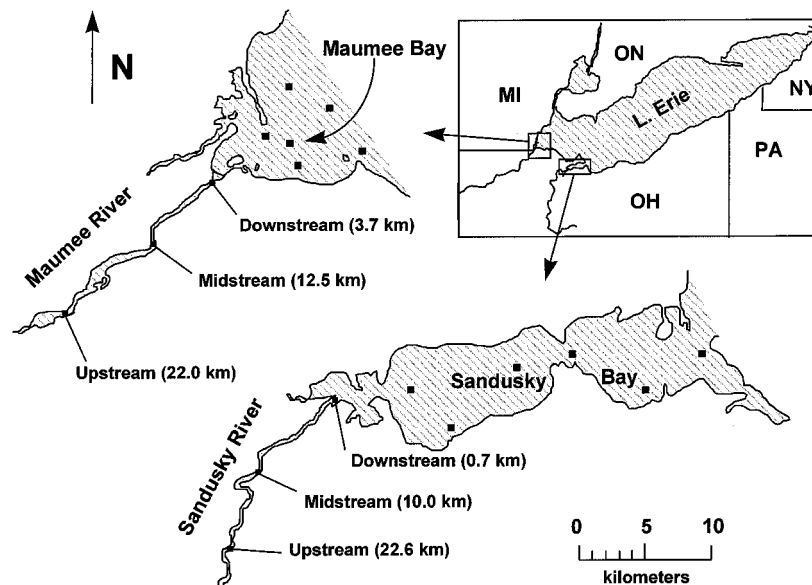 N
Maumee Bay
Maumee River
Downstream (3.7 km)
Midstream (12.5 km)
Upstream (22.0 km)
MI
ON
NY
L. Erie
PA
OH
Sandusky Bay
Sandusky River
Downstream (0.7 km)
Midstream (10.0 km)
Upstream (22.6 km)
0 5 10
kilometers